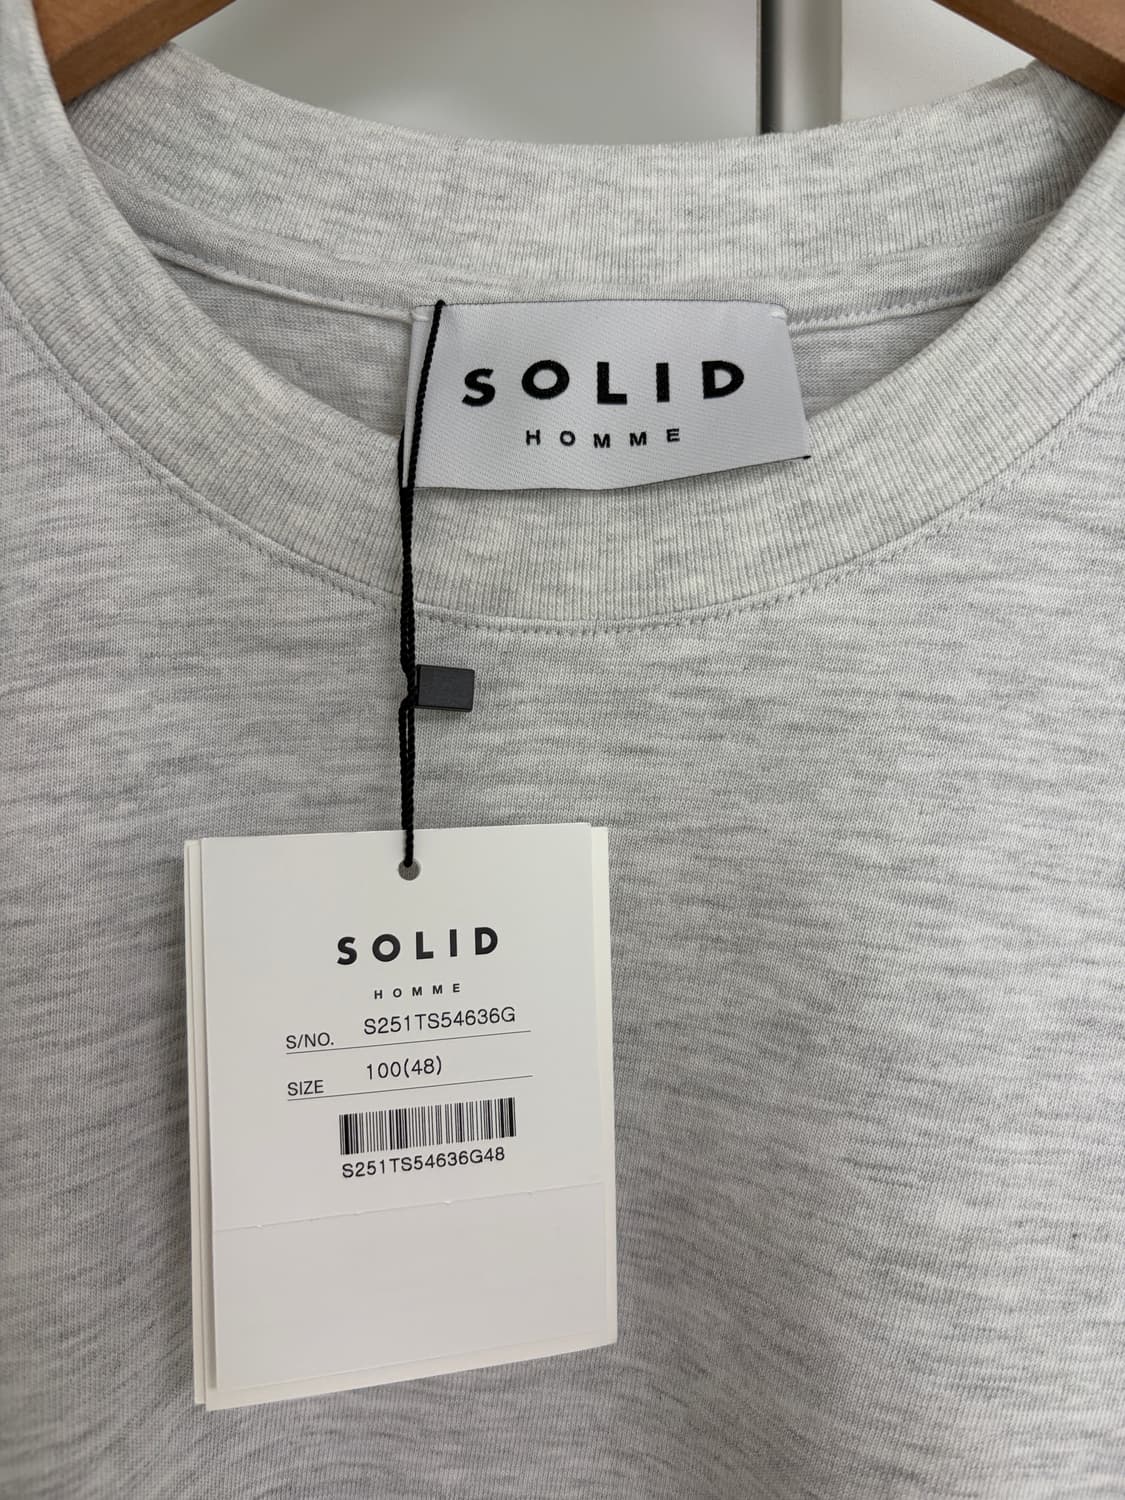 SOLID
HOMME
SOLID
HOMME
S/NO. S251TS54636G
SIZE 100(48)
S251TS54636G48